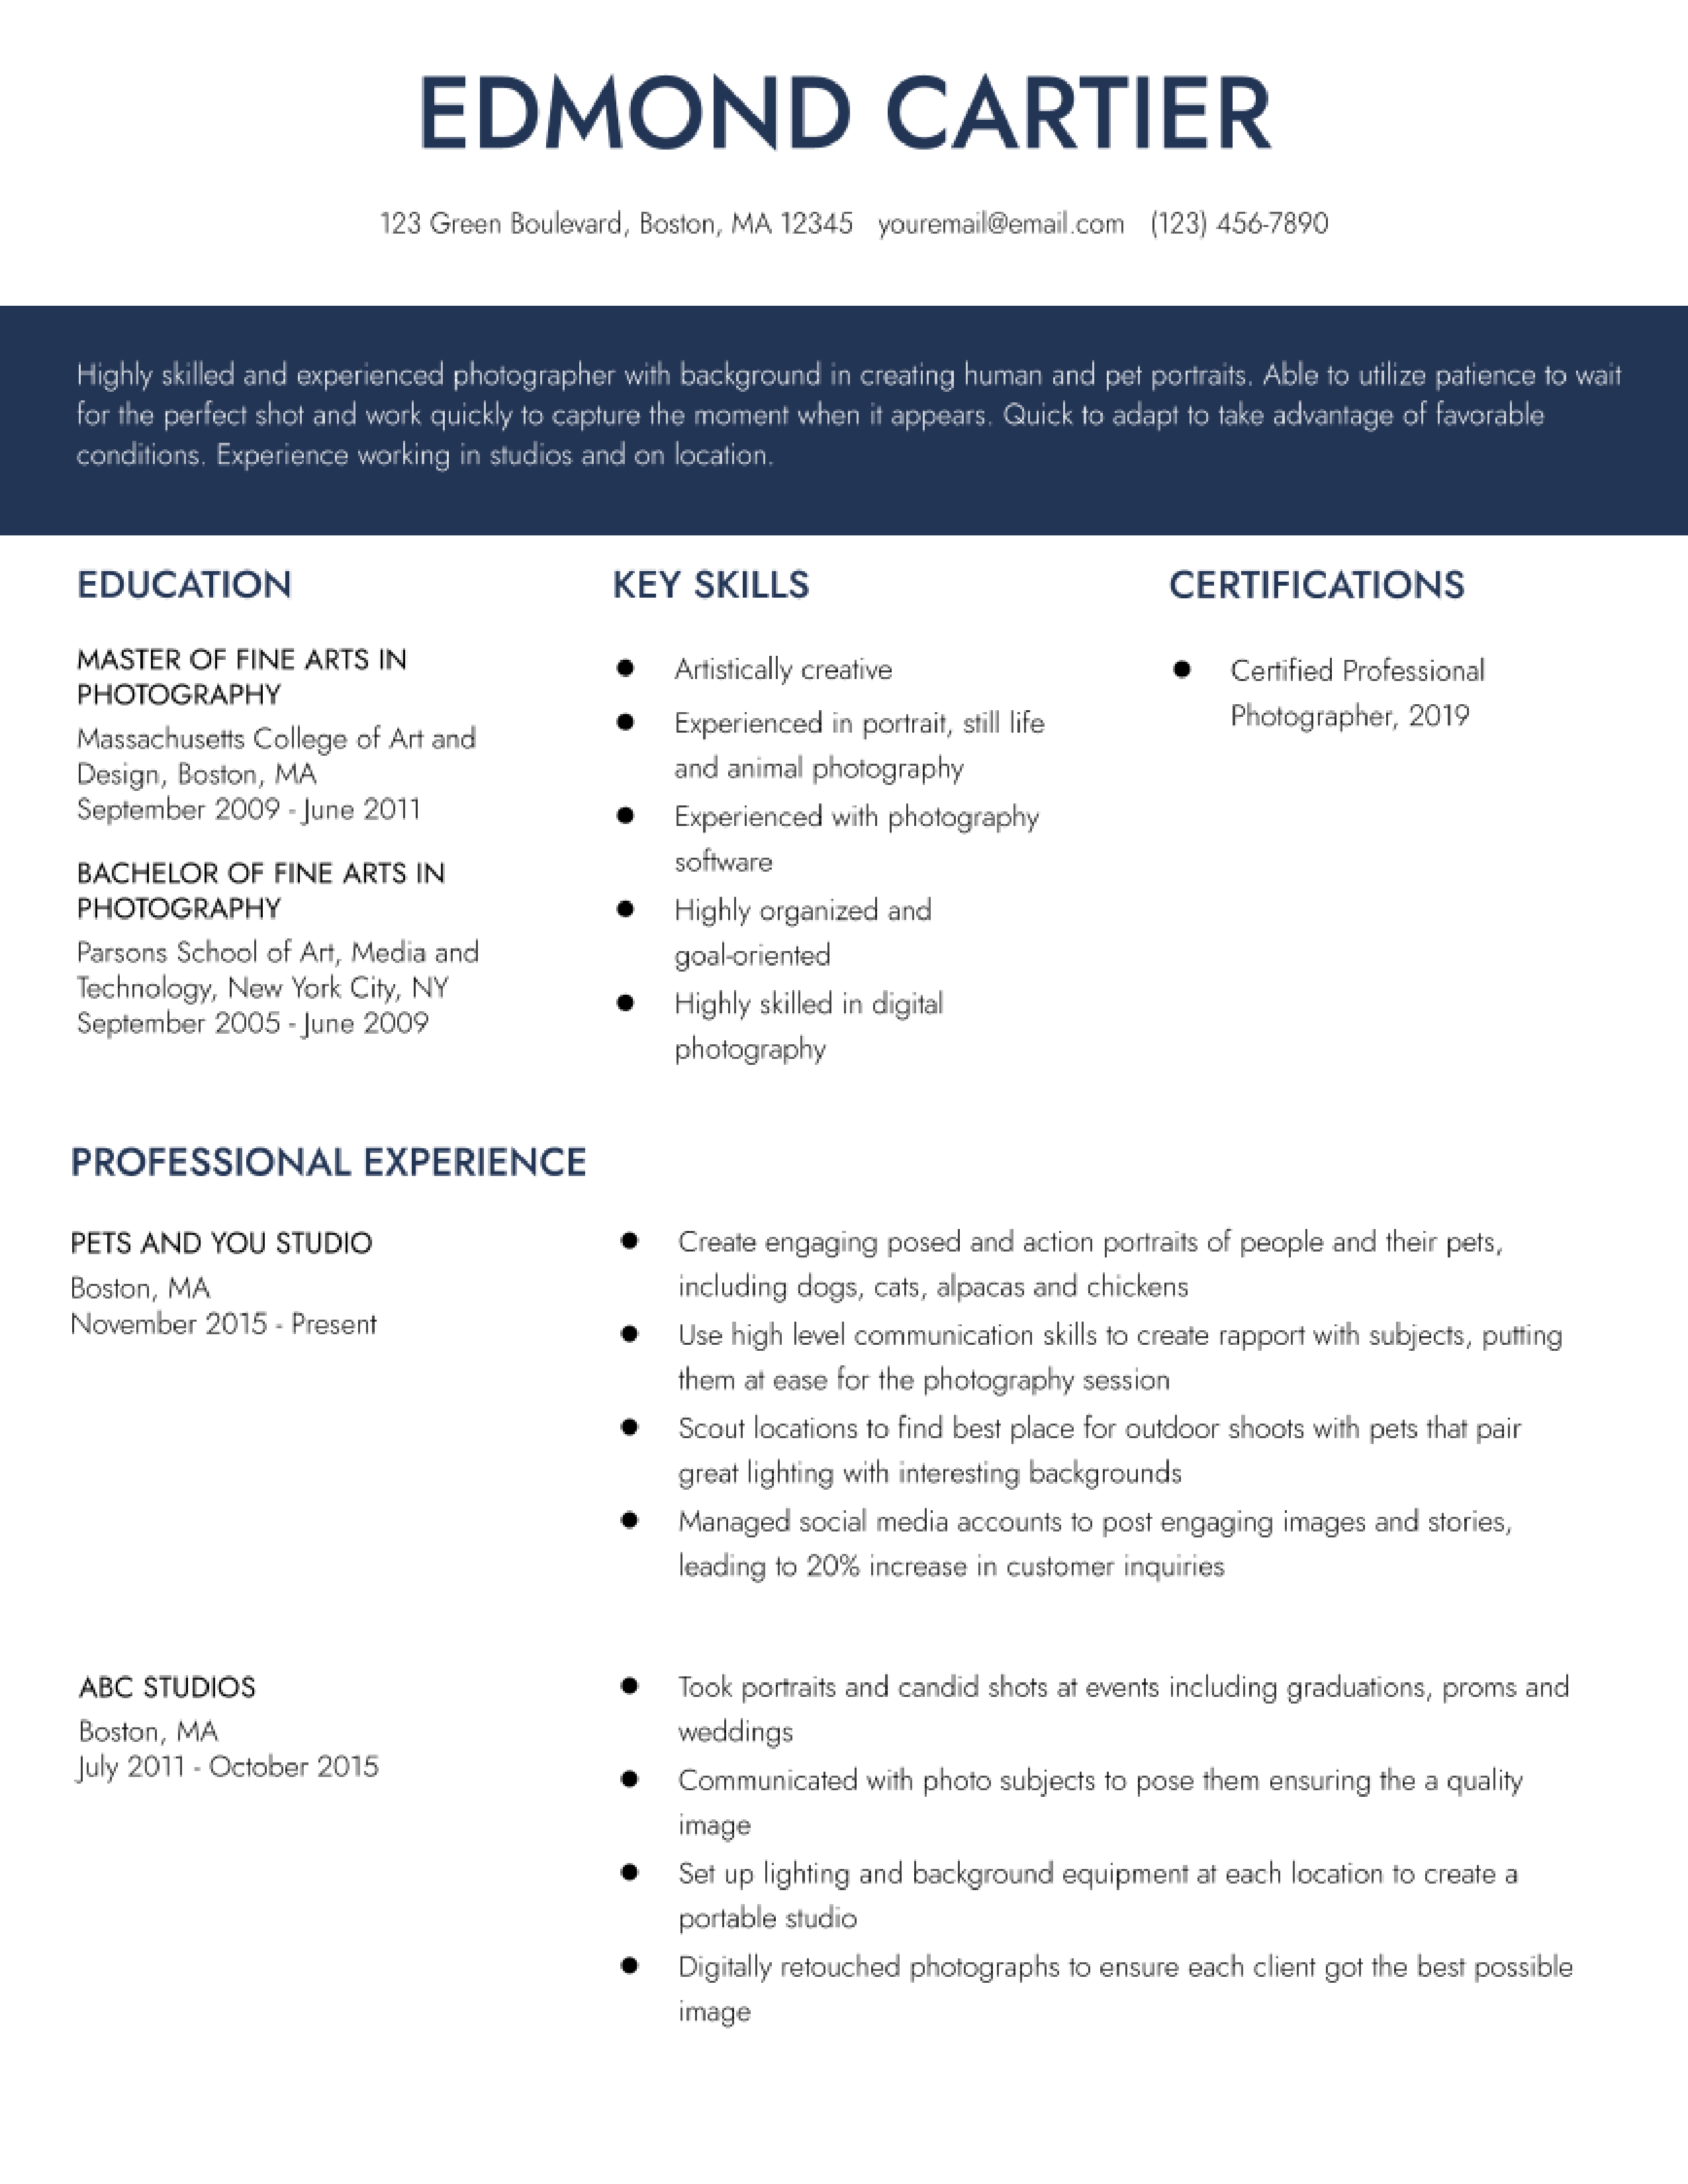 EDMOND CARTIER
123 Green Boulevard, Boston, MA 12345 youremail@email.com (123) 456-7890
Highly skilled and experienced photographer with background in creating human and pet portraits. Able to utilize patience to wait
for the perfect shot and work quickly to capture the moment when it appears. Quick to adapt to take advantage of favorable
conditions. Experience working in studios and on location.
EDUCATION
MASTER OF FINE ARTS IN
PHOTOGRAPHY
Massachusetts College of Art and
Design, Boston, MA
September 2009 - June 2011
BACHELOR OF FINE ARTS IN
PHOTOGRAPHY
Parsons School of Art, Media and
Technology, New York City, NY
September 2005 - June 2009
KEY SKILLS
● Artistically creative
● Experienced in portrait, still life
and animal photography
● Experienced with photography
software
● Highly organized and
goal-oriented
● Highly skilled in digital
photography
CERTIFICATIONS
● Certified Professional
Photographer, 2019
PROFESSIONAL EXPERIENCE
PETS AND YOU STUDIO
Boston, MA
November 2015 - Present
● Create engaging posed and action portraits of people and their pets,
including dogs, cats, alpacas and chickens
● Use high level communication skills to create rapport with subjects, putting
them at ease for the photography session
● Scout locations to find best place for outdoor shoots with pets that pair
great lighting with interesting backgrounds
● Managed social media accounts to post engaging images and stories,
leading to 20% increase in customer inquiries
ABC STUDIOS
Boston, MA
July 2011 - October 2015
● Took portraits and candid shots at events including graduations, proms and
weddings
● Communicated with photo subjects to pose them ensuring the a quality
image
● Set up lighting and background equipment at each location to create a
portable studio
● Digitally retouched photographs to ensure each client got the best possible
image